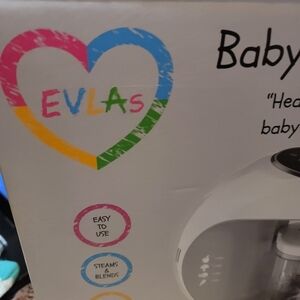 EVLAS
Baby
"Hea
baby
EASY
TO
USE
STEAMS
&
BLENDS